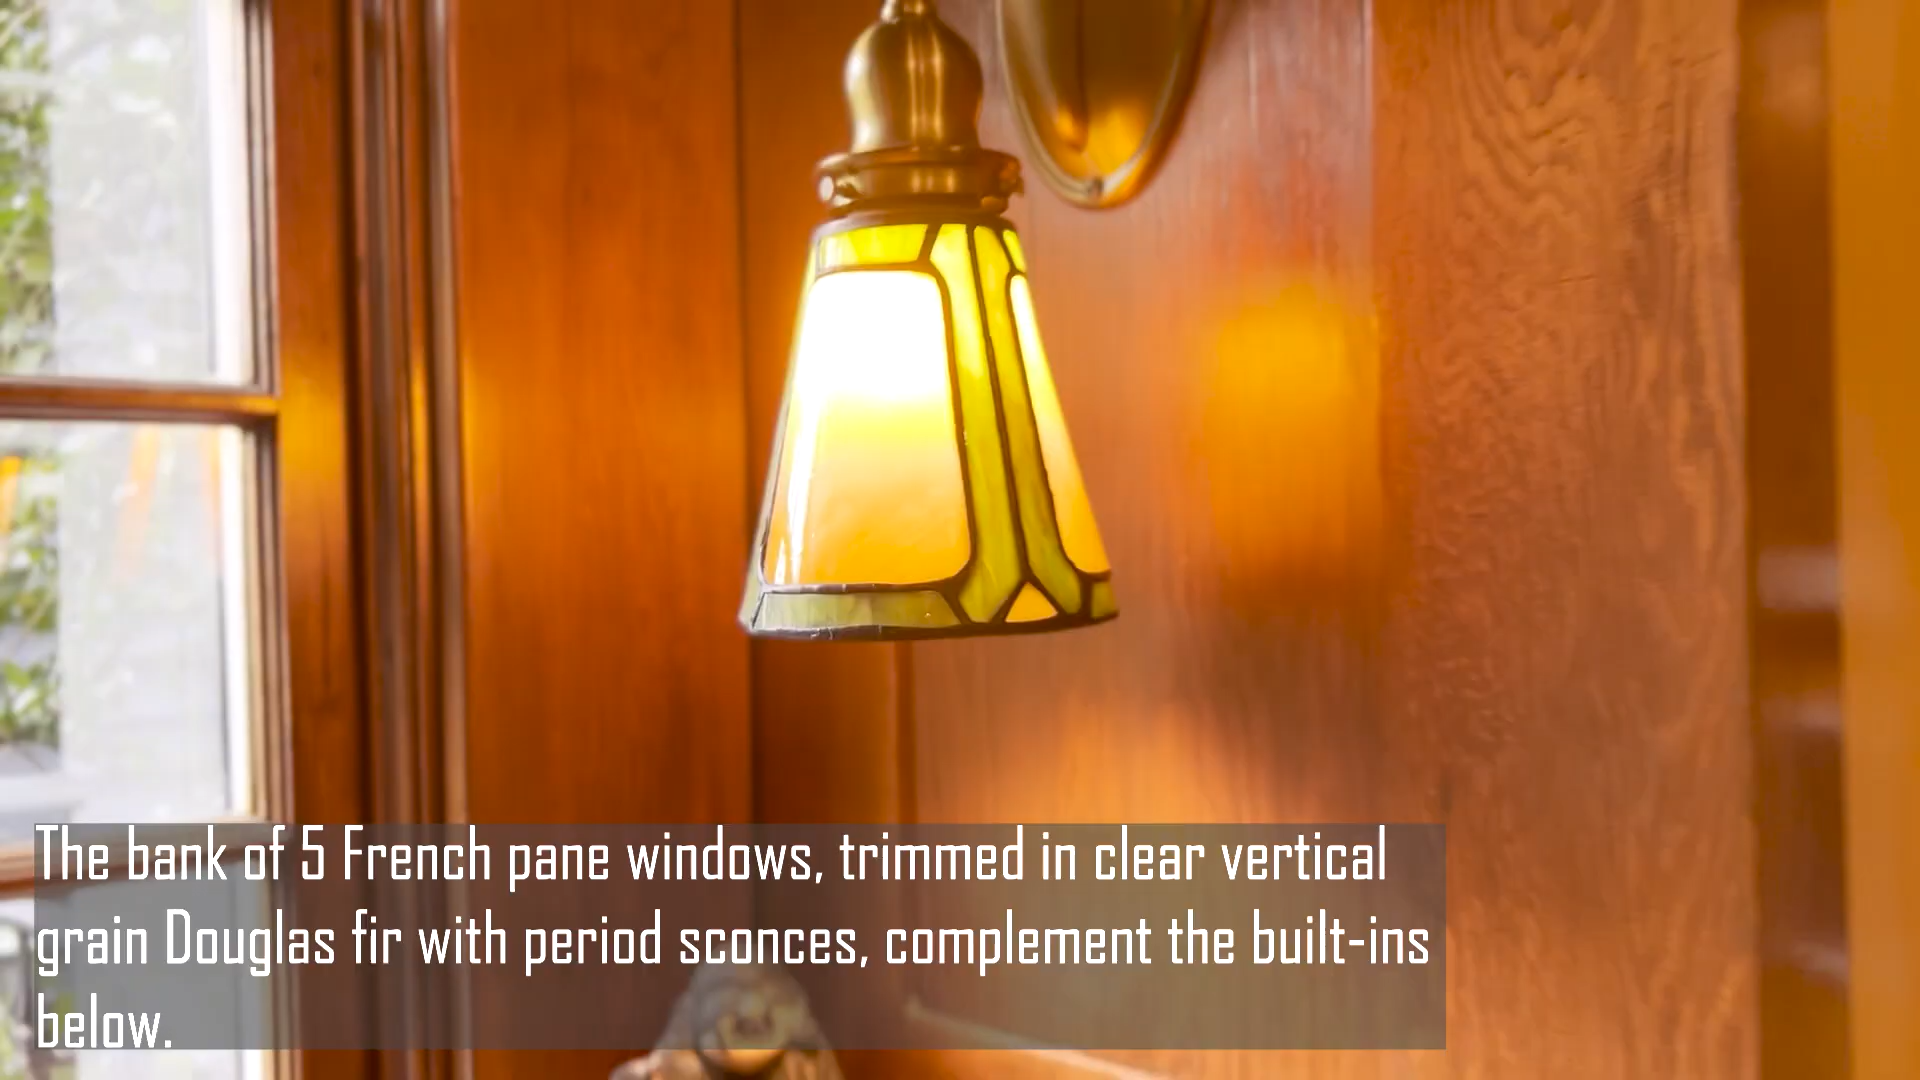 The bank of 5 French pane windows, trimmed in clear vertical
grain Douglas fir with period sconces, complement the built-ins
below.